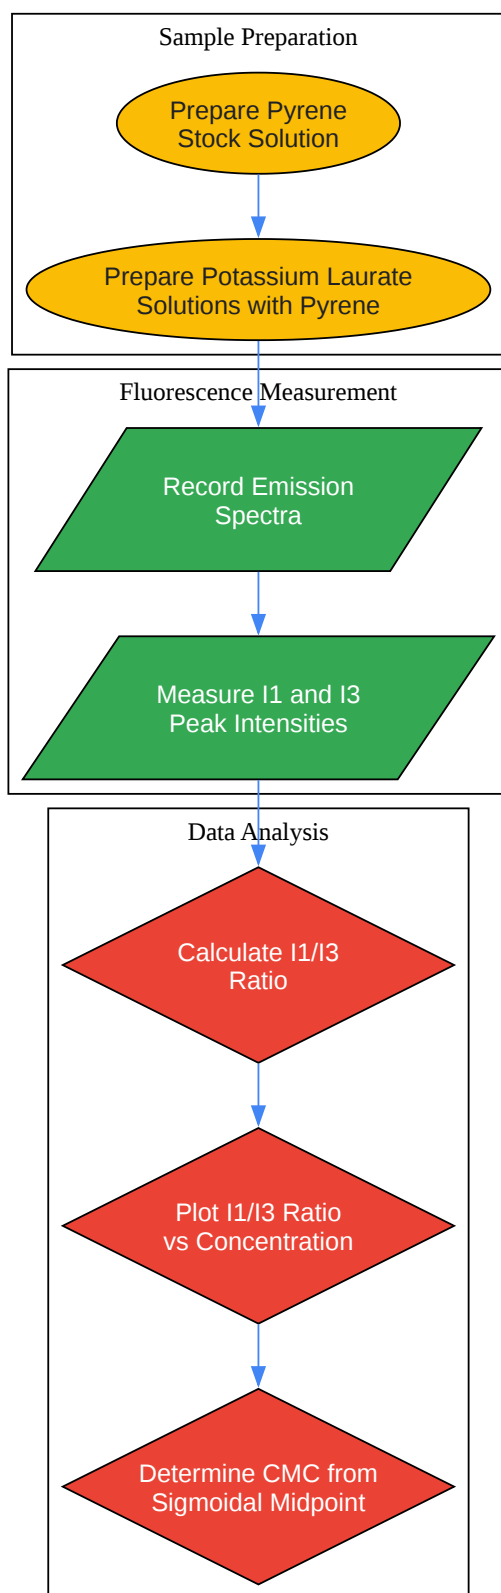 Sample Preparation
Prepare Pyrene
Stock Solution
Prepare Potassium Laurate
Solutions with Pyrene
Fluorescence Measurement
Record Emission
Spectra
Measure I1 and I3
Peak Intensities
Data Analysis
Calculate I1/I3
Ratio
Plot I1/I3 Ratio
vs Concentration
Determine CMC from
Sigmoidal Midpoint